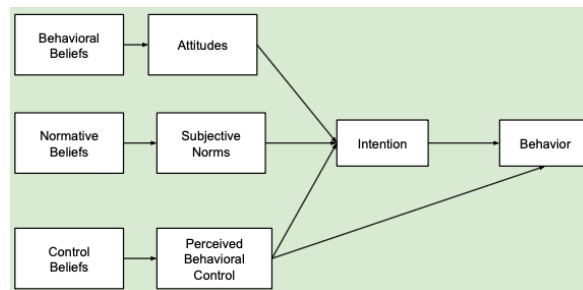 Behavioral
Beliefs
Attitudes
Normative
Beliefs
Subjective
Norms
Intention
Behavior
Control
Beliefs
Perceived
Behavioral
Control